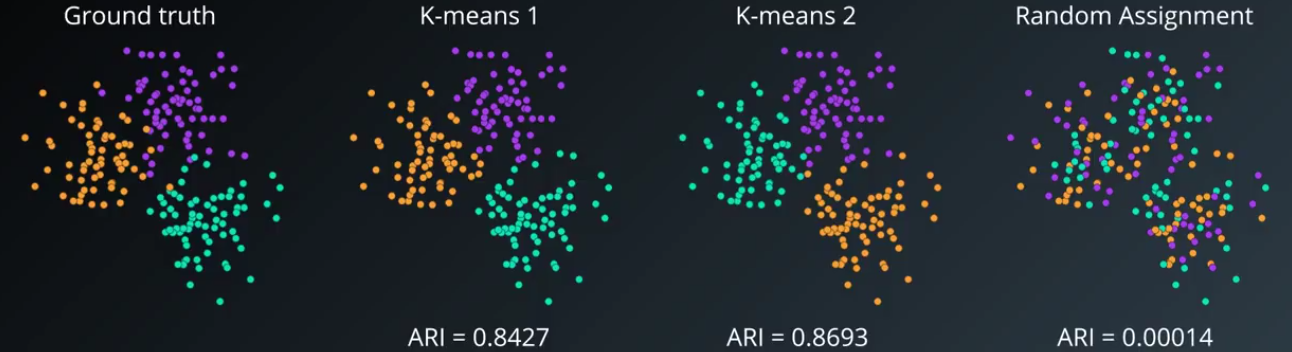 Ground truth
K-means 1
K-means 2
Random Assignment
ARI = 0.8427
ARI = 0.8693
ARI = 0.00014